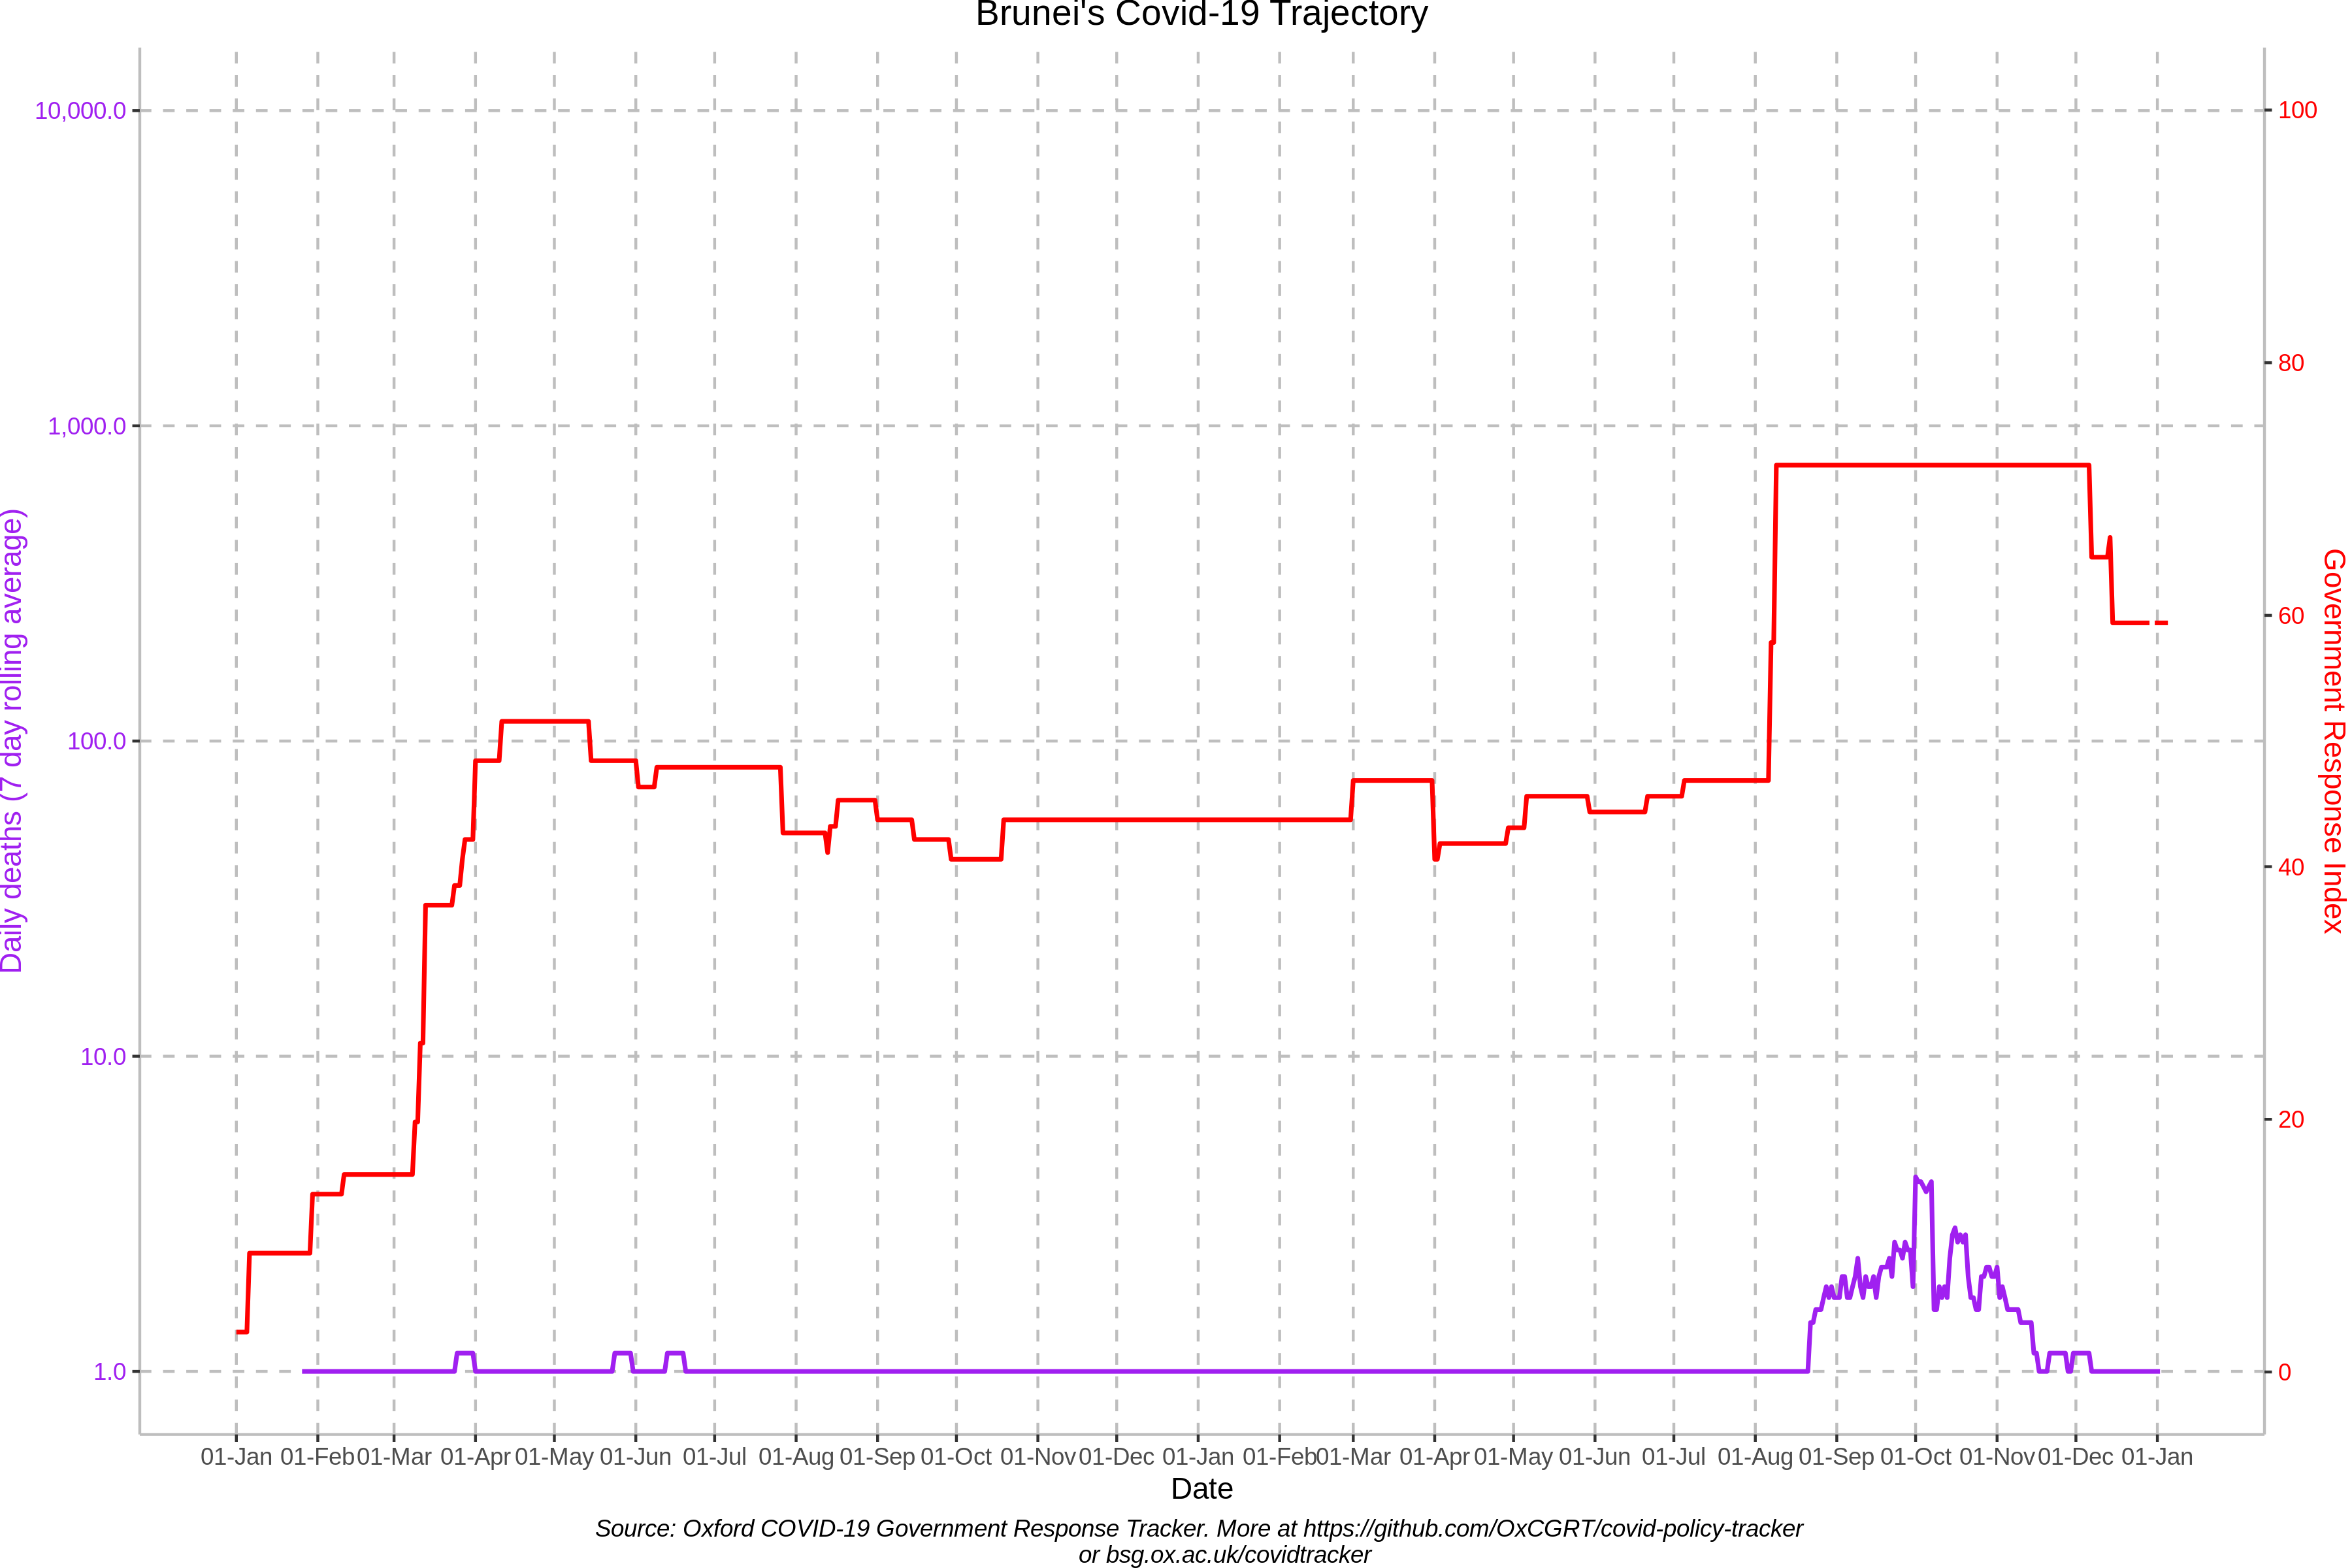 Brunei's Covid-19 Trajectory
10,000.0
1,000.0
100.0
10.0
1.0
Daily deaths (7 day rolling average)
100
80
60
40
20
0
Government Response Index
01-Jan 01-Feb 01-Mar 01-Apr 01-May 01-Jun 01-Jul 01-Aug 01-Sep 01-Oct 01-Nov 01-Dec 01-Jan 01-Feb 01-Mar 01-Apr 01-May 01-Jun 01-Jul 01-Aug 01-Sep 01-Oct 01-Nov 01-Dec 01-Jan
Date
Source: Oxford COVID-19 Government Response Tracker. More at https://github.com/OxCGRT/covid-policy-tracker
or bsg.ox.ac.uk/covidtracker